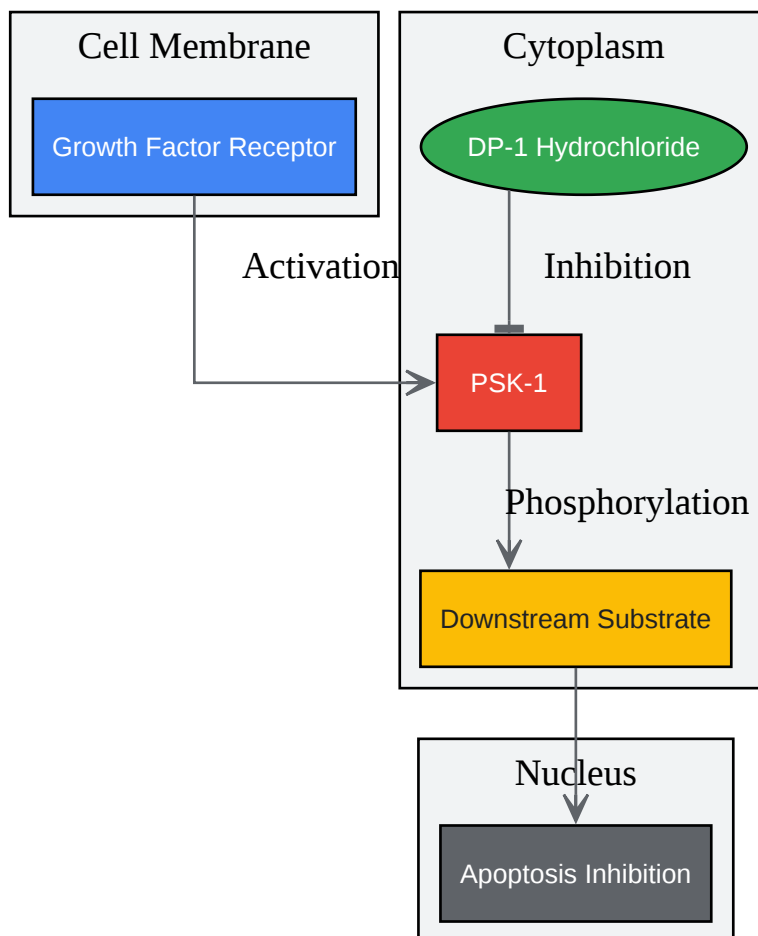 Cell Membrane
Growth Factor Receptor
Cytoplasm
DP-1 Hydrochloride
Activation
Inhibition
PSK-1
Phosphorylation
Downstream Substrate
Nucleus
Apoptosis Inhibition